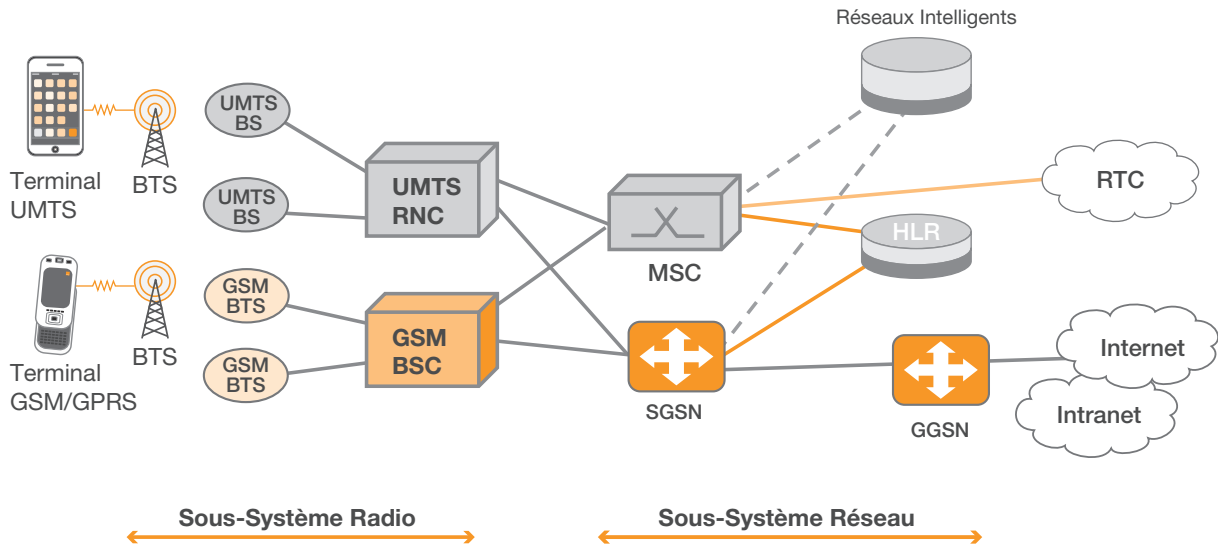 Réseaux Intelligents
UMTS
BS
Terminal
UMTS
BTS
UMTS
BS
UMTS
RNC
MSC
RTC
HLR
GSM
BTS
Terminal
GSM/GPRS
BTS
GSM
BTS
GSM
BSC
SGSN
GGSN
Internet
Intranet
Sous-Système Radio
Sous-Système Réseau